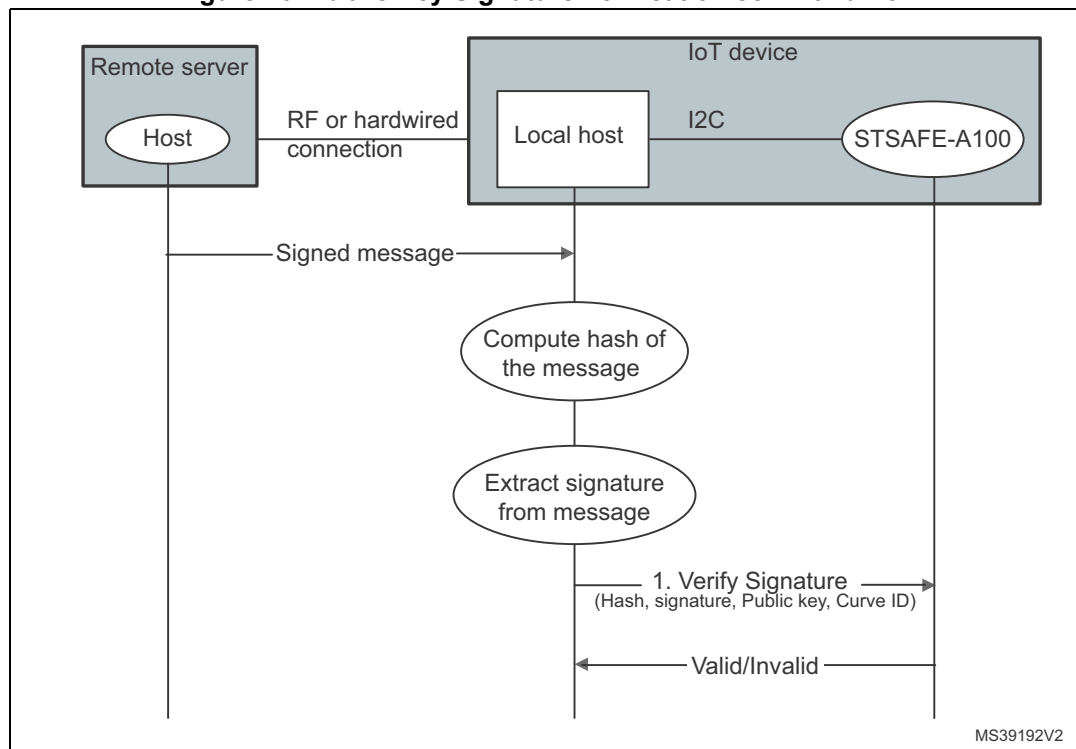 Remote server
Host
RF or hardwired
connection
IoT device
Local host
I2C
STSAFE-A100
Signed message
Compute hash of
the message
Extract signature
from message
1. Verify Signature
(Hash, signature, Public key, Curve ID)
Valid/Invalid
MS39192V2